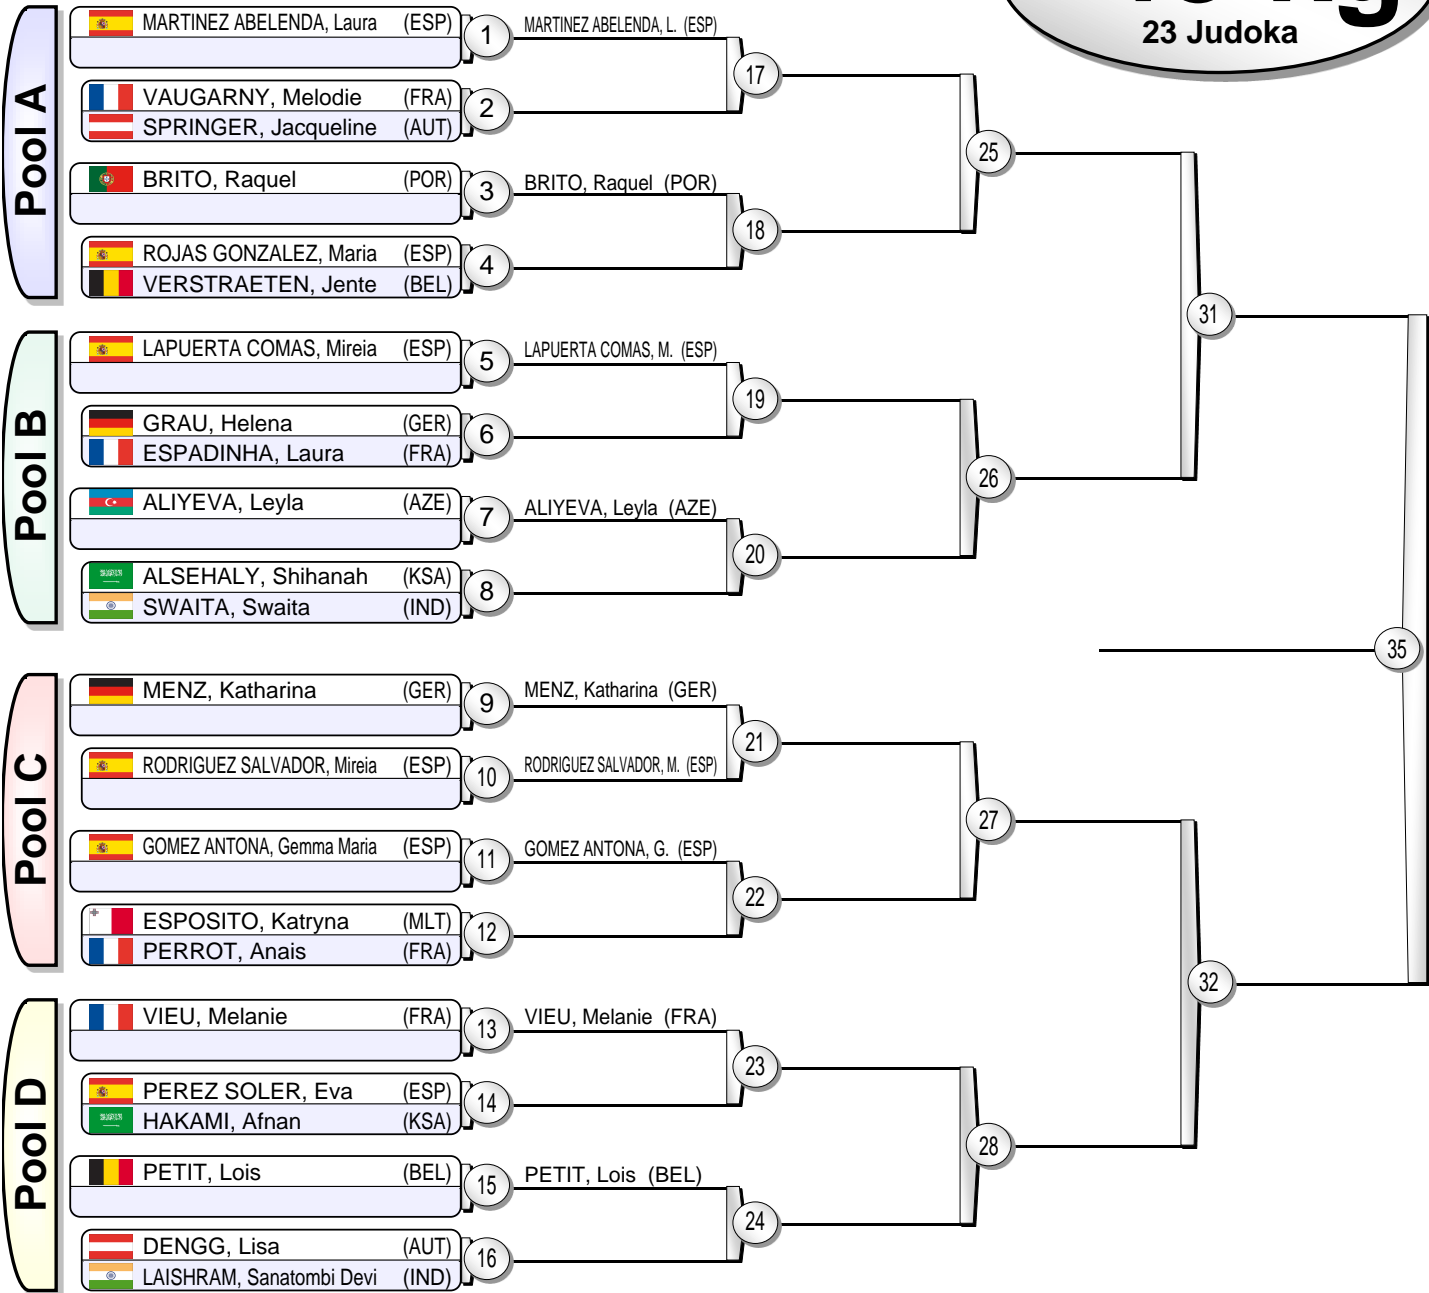 23 Judoka
Pool A
MARTINEZ ABELENDA, Laura (ESP)
1
MARTINEZ ABELENDA, L. (ESP)
17
VAUGARNY, Melodie (FRA)
SPRINGER, Jacqueline (AUT)
2
25
BRITO, Raquel (POR)
3
BRITO, Raquel (POR)
18
ROJAS GONZALEZ, Maria (ESP)
VERSTRAETEN, Jente (BEL)
4
31
Pool B
LAPUERTA COMAS, Mireia (ESP)
5
LAPUERTA COMAS, M. (ESP)
19
GRAU, Helena (GER)
ESPADINHA, Laura (FRA)
6
26
ALIYEVA, Leyla (AZE)
7
ALIYEVA, Leyla (AZE)
20
ALSEHALY, Shihanah (KSA)
SWAITA, Swaita (IND)
8
35
Pool C
MENZ, Katharina (GER)
9
MENZ, Katharina (GER)
21
RODRIGUEZ SALVADOR, Mireia (ESP)
10
RODRIGUEZ SALVADOR, M. (ESP)
27
GOMEZ ANTONA, Gemma Maria (ESP)
11
GOMEZ ANTONA, G. (ESP)
22
ESPOSITO, Katryna (MLT)
PERROT, Anais (FRA)
12
32
Pool D
VIEU, Melanie (FRA)
13
VIEU, Melanie (FRA)
23
PEREZ SOLER, Eva (ESP)
HAKAMI, Afnan (KSA)
14
28
PETIT, Lois (BEL)
15
PETIT, Lois (BEL)
24
DENGG, Lisa (AUT)
LAISHRAM, Sanatombi Devi (IND)
16